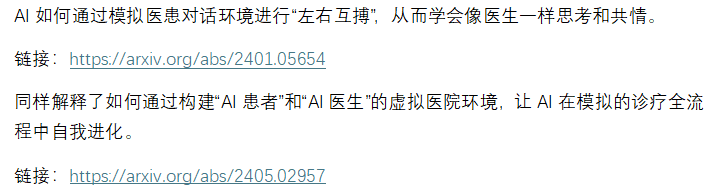 AI 如何通过模拟医患对话环境进行“左右互搏”，从而学会像医生一样思考和共情。
链接：https://arxiv.org/abs/2401.05654
同样解释了如何通过构建“AI 患者”和“AI 医生”的虚拟医院环境，让 AI 在模拟的诊疗全流
程中自我进化。
链接：https://arxiv.org/abs/2405.02957